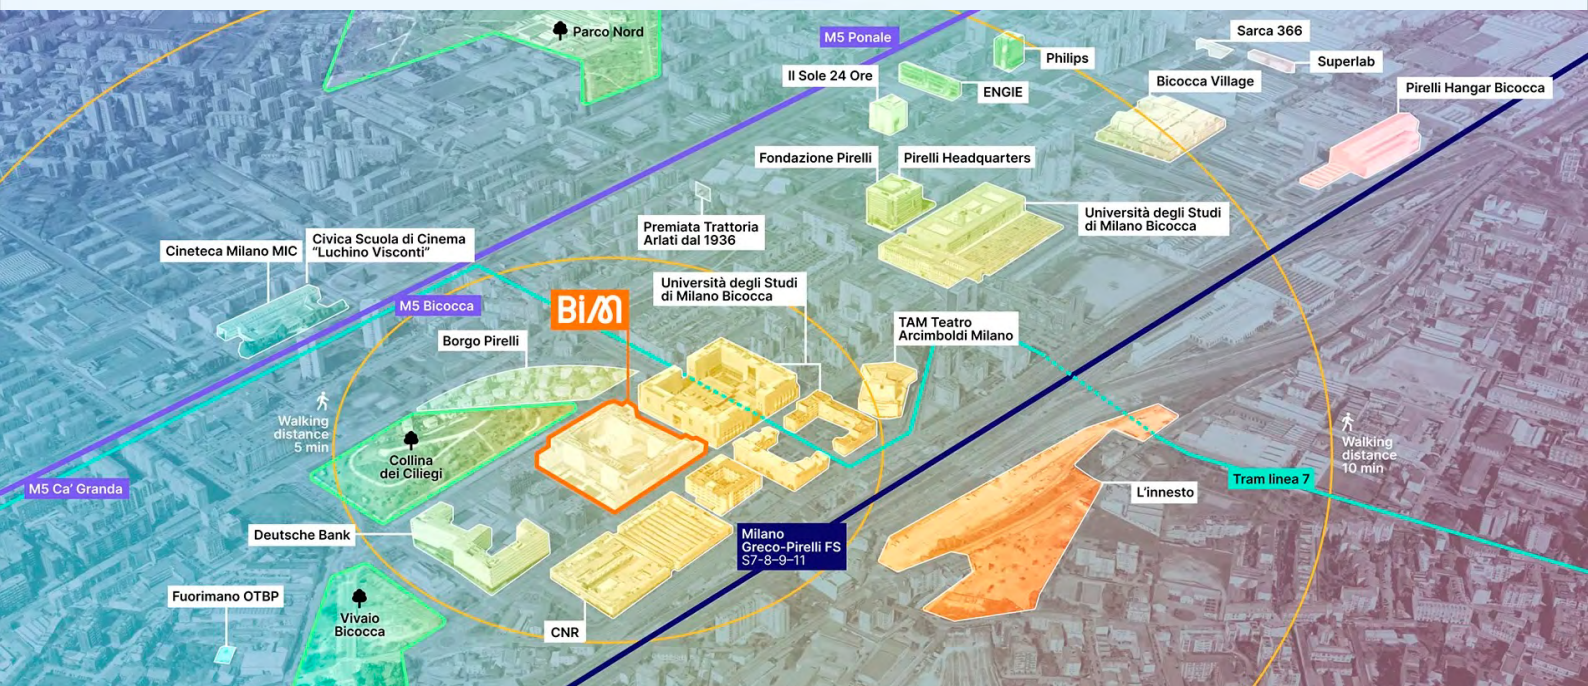 Parco Nord
M5 Ponale
Sarca 366
Superlab
Philips
Il Sole 24 Ore
ENGIE
Bicocca Village
Pirelli Hangar Bicocca
Fondazione Pirelli
Pirelli Headquarters
Università degli Studi
di Milano Bicocca
Premiata Trattoria
Arlati dal 1936
Cineteca Milano MIC
Civica Scuola di Cinema
“Luchino Visconti”
Università degli Studi
di Milano Bicocca
M5 Bicocca
BiM
TAM Teatro
Arcimboldi Milano
Borgo Pirelli
Walking
distance
5 min
Collina
dei Ciliegi
Walking
distance
10 min
M5 Ca’ Granda
Tram linea 7
L’innesto
Deutsche Bank
Milano
Greco-Pirelli FS
S7-8-9-11
Fuorimano OTBP
Vivaio
Bicocca
CNR